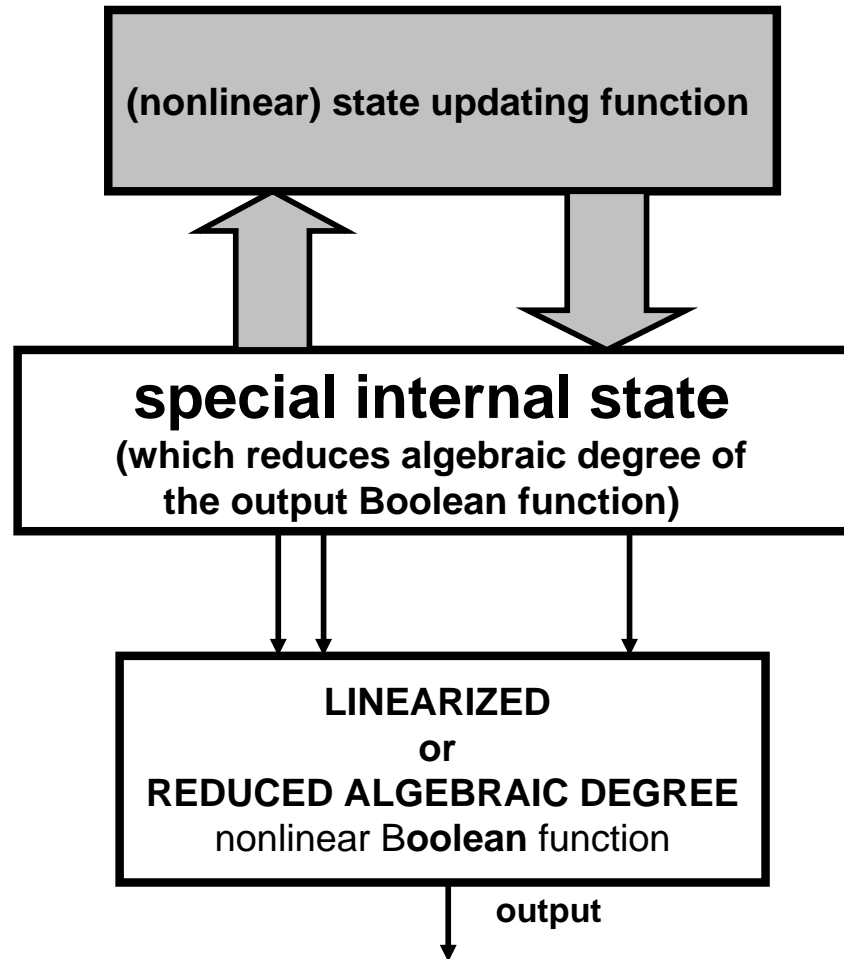 (nonlinear) state updating function
special internal state
(which reduces algebraic degree of
the output Boolean function)
LINEARIZED
or
REDUCED ALGEBRAIC DEGREE
nonlinear Boolean function
output